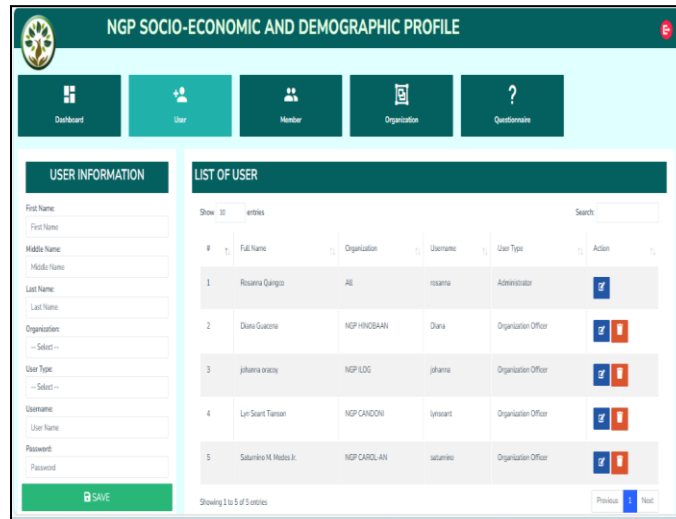 NGP SOCIO-ECONOMIC AND DEMOGRAPHIC PROFILE
Dashboard User Member Organization Questionnaire
USER INFORMATION
First Name:
First Name
Middle Name:
Middle Name
Last Name:
Last Name
Organization:
-- Select --
User Type:
-- Select --
Username:
User Name
Password:
Password
SAVE
LIST OF USER
Show 10 entries Search:
# Full Name Organization Username User Type Action
1 Rosanna Quingco All rosanna Administrator
2 Diana Guacena NGP HINOBAAN Diana Organization Officer
3 johanna oracoy NGP ILOG johanna Organization Officer
4 Lyn Seant Tianson NGP CANDONI lynseant Organization Officer
5 Saturnino M. Modes Jr. NGP CAROL-AN saturnino Organization Officer
Showing 1 to 5 of 5 entries
Previous 1 Next